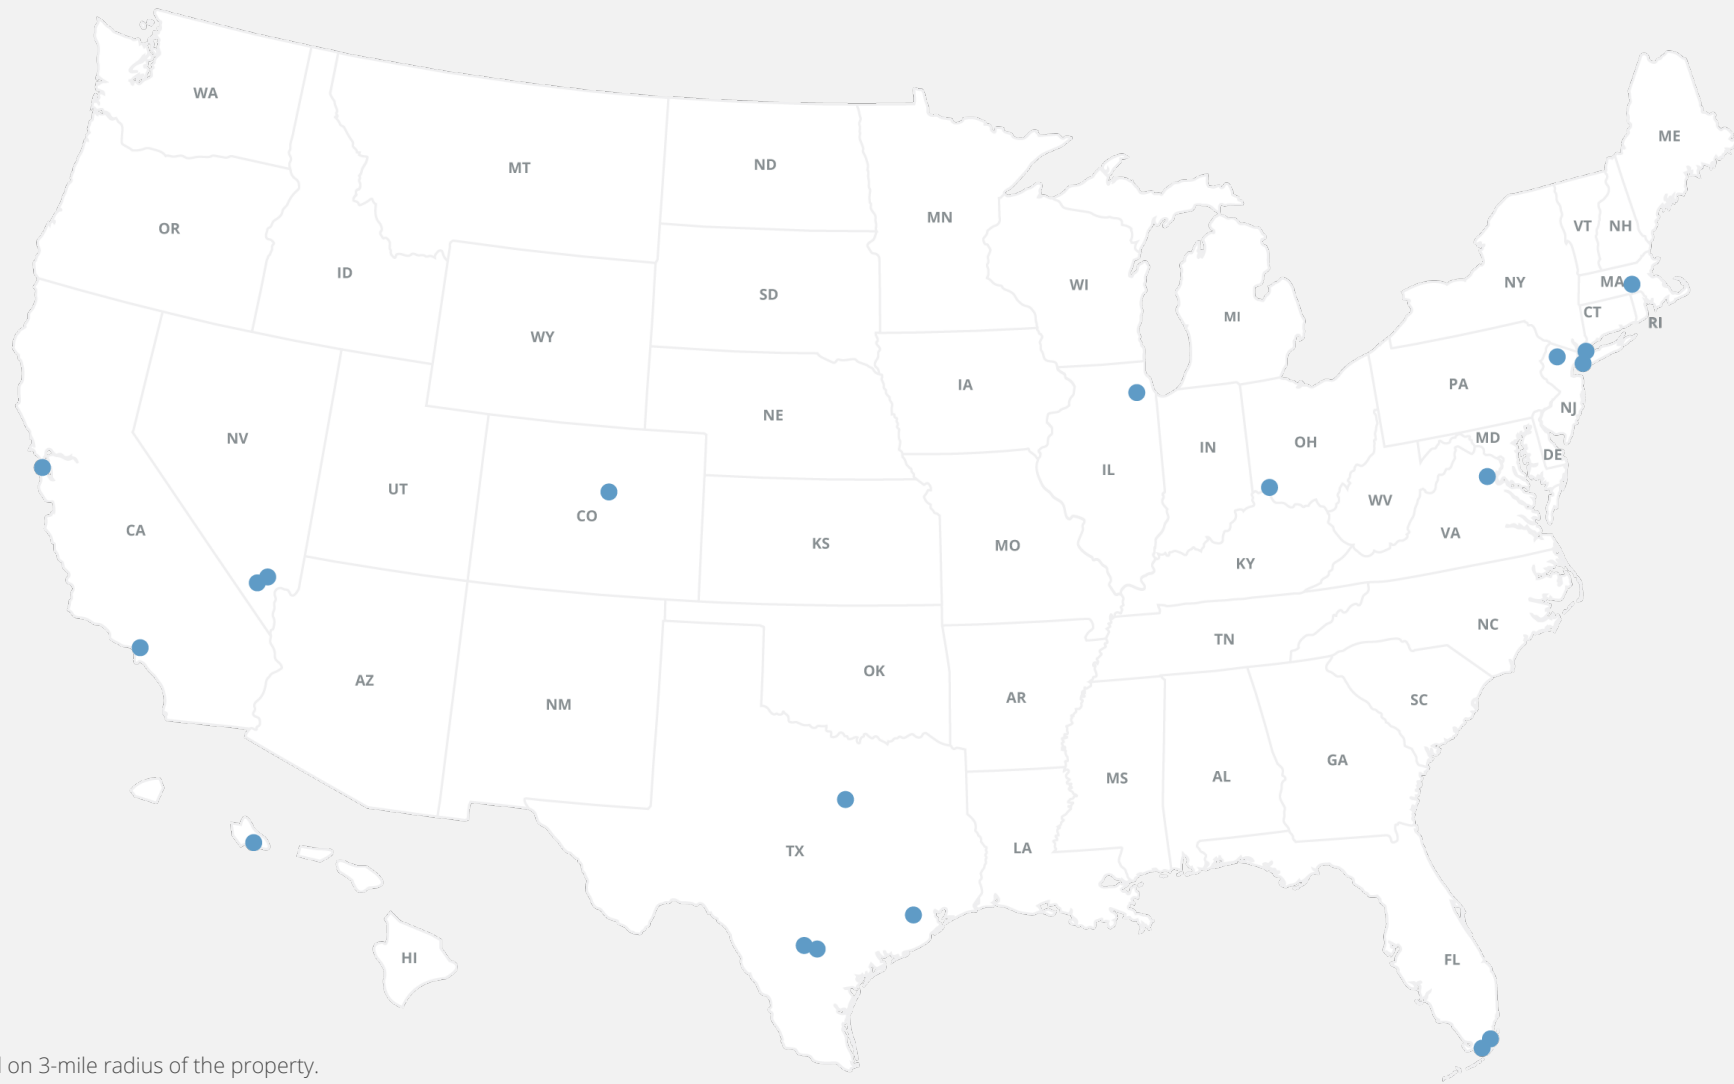 WA
ME
MT
ND
MN
OR
VT
NH
ID
SD
WI
MI
NY
MA
CT
RI
WY
IA
PA
NE
NJ
NV
OH
MD
IN
DE
IL
UT
CO
WV
CA
VA
KS
MO
KY
NC
TN
OK
AZ
AR
SC
NM
GA
MS
AL
TX
LA
HI
FL
on 3-mile radius of the property.